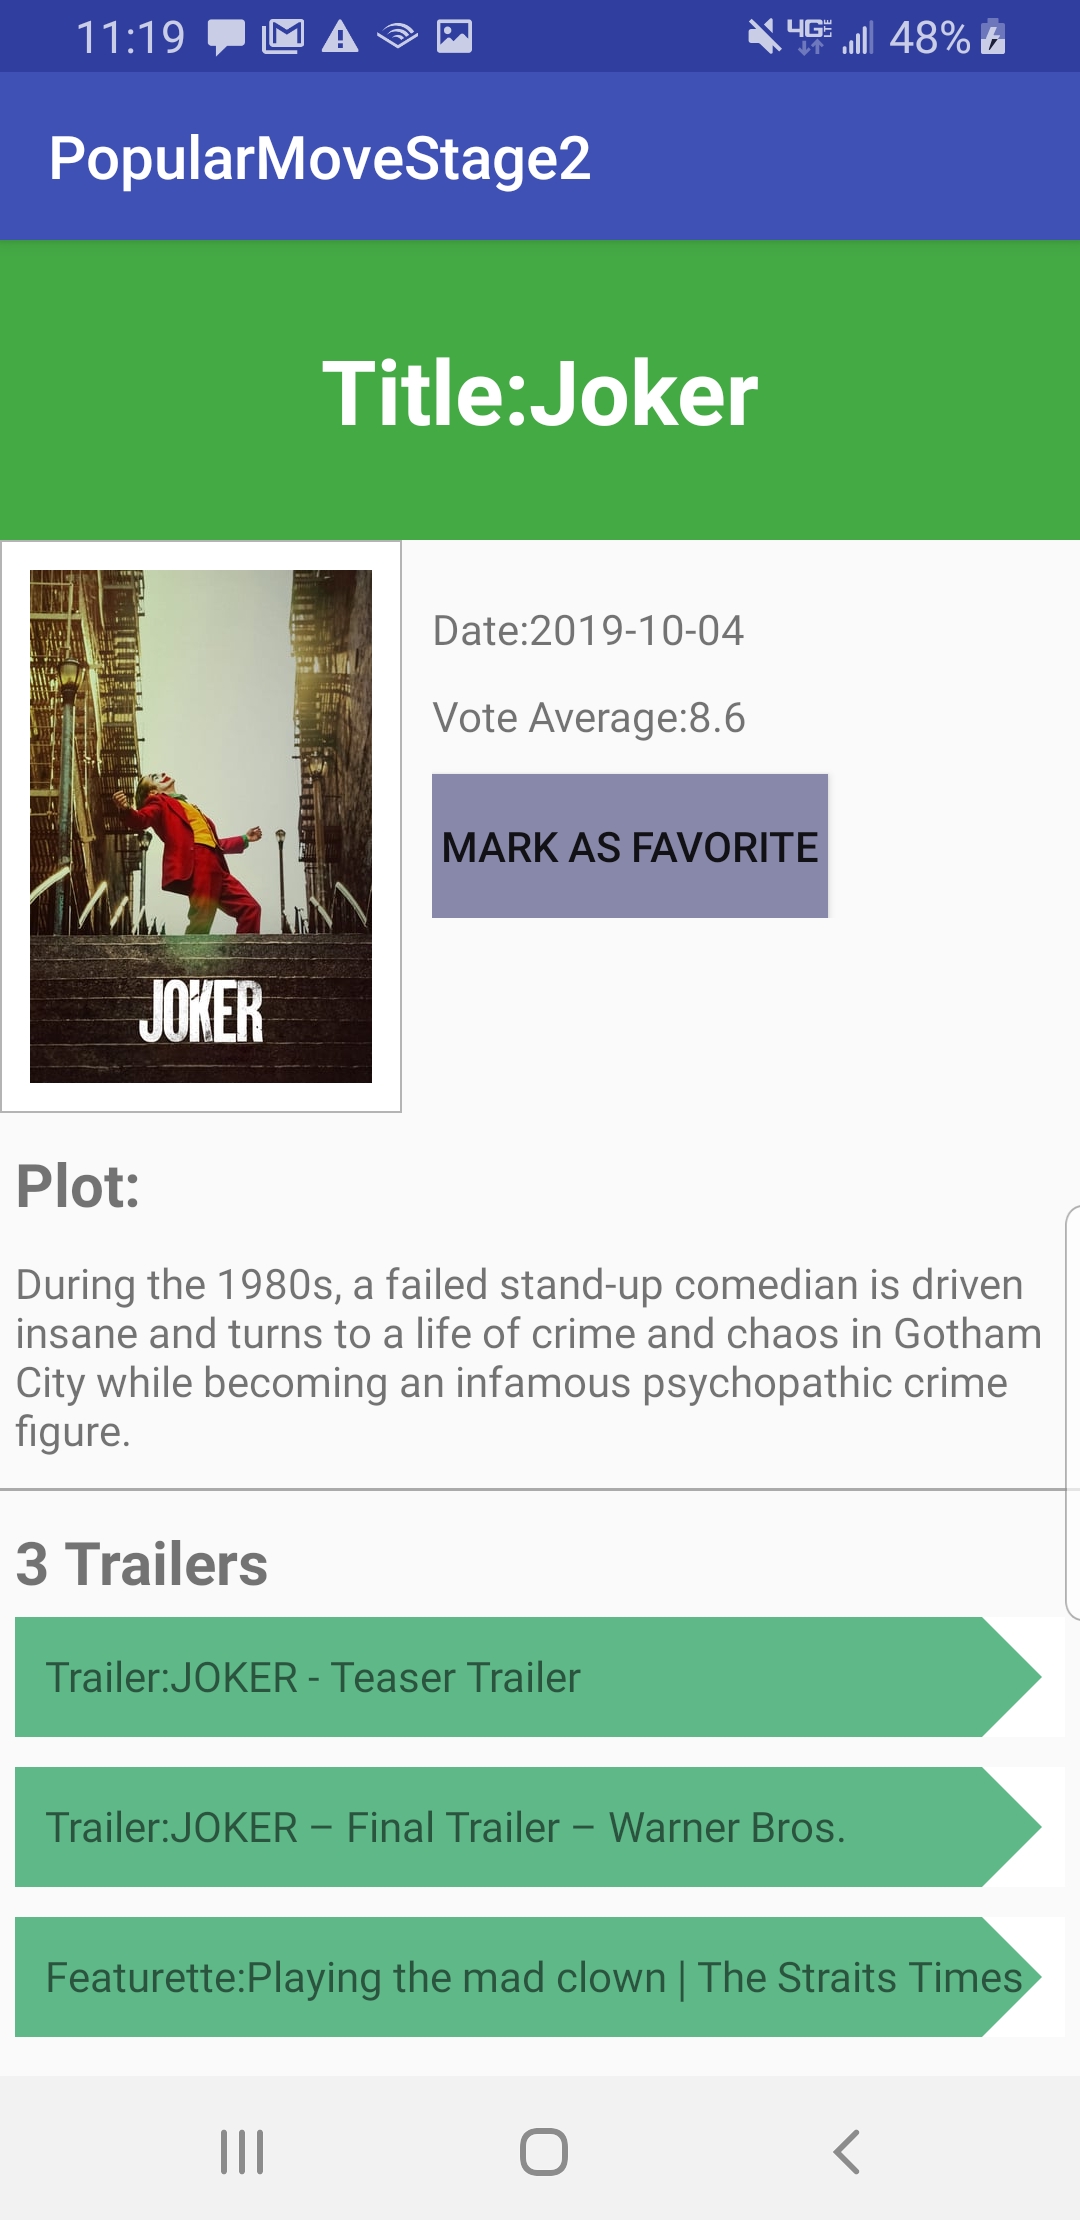 11:19
4G LTE 48%
PopularMoveStage2
Title:Joker
JOKER
Date:2019-10-04
Vote Average:8.6
MARK AS FAVORITE
Plot:
During the 1980s, a failed stand-up comedian is driven
insane and turns to a life of crime and chaos in Gotham
City while becoming an infamous psychopathic crime
figure.
3 Trailers
Trailer:JOKER - Teaser Trailer
Trailer:JOKER – Final Trailer – Warner Bros.
Featurette:Playing the mad clown | The Straits Times